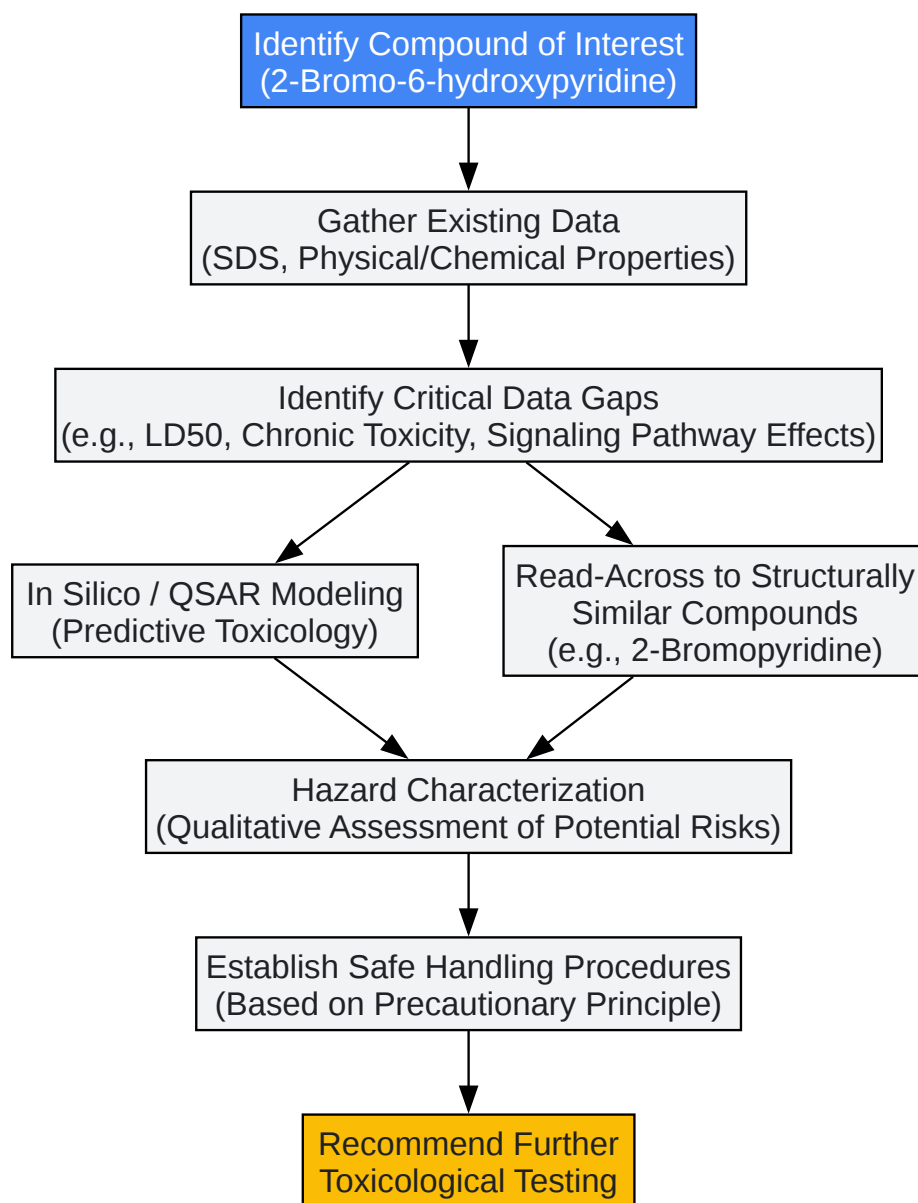 Identify Compound of Interest
(2-Bromo-6-hydroxypyridine)
Gather Existing Data
(SDS, Physical/Chemical Properties)
Identify Critical Data Gaps
(e.g., LD50, Chronic Toxicity, Signaling Pathway Effects)
In Silico / QSAR Modeling
(Predictive Toxicology)
Read-Across to Structurally
Similar Compounds
(e.g., 2-Bromopyridine)
Hazard Characterization
(Qualitative Assessment of Potential Risks)
Establish Safe Handling Procedures
(Based on Precautionary Principle)
Recommend Further
Toxicological Testing